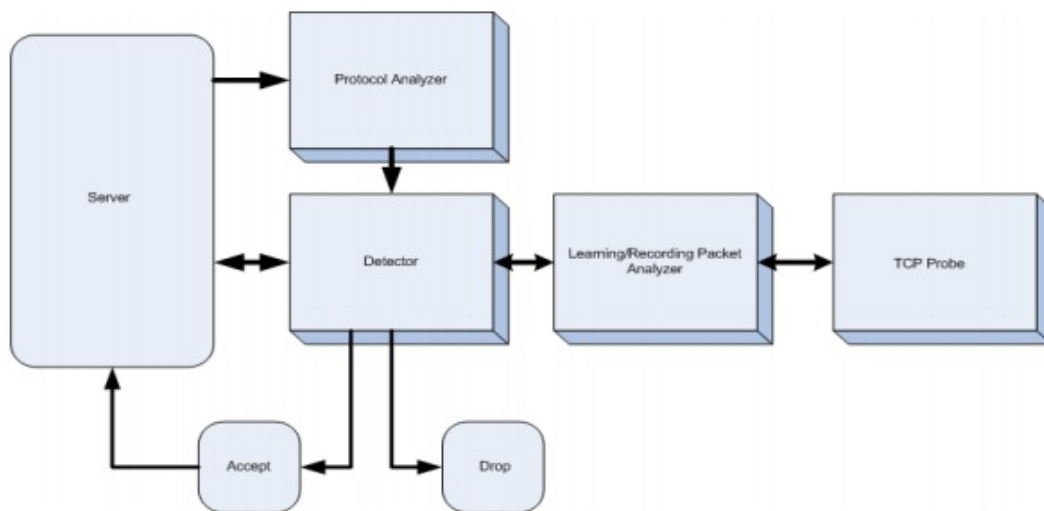 Protocol Analyzer
Server
Detector
Learning/Recording Packet
Analyzer
TCP Probe
Accept
Drop